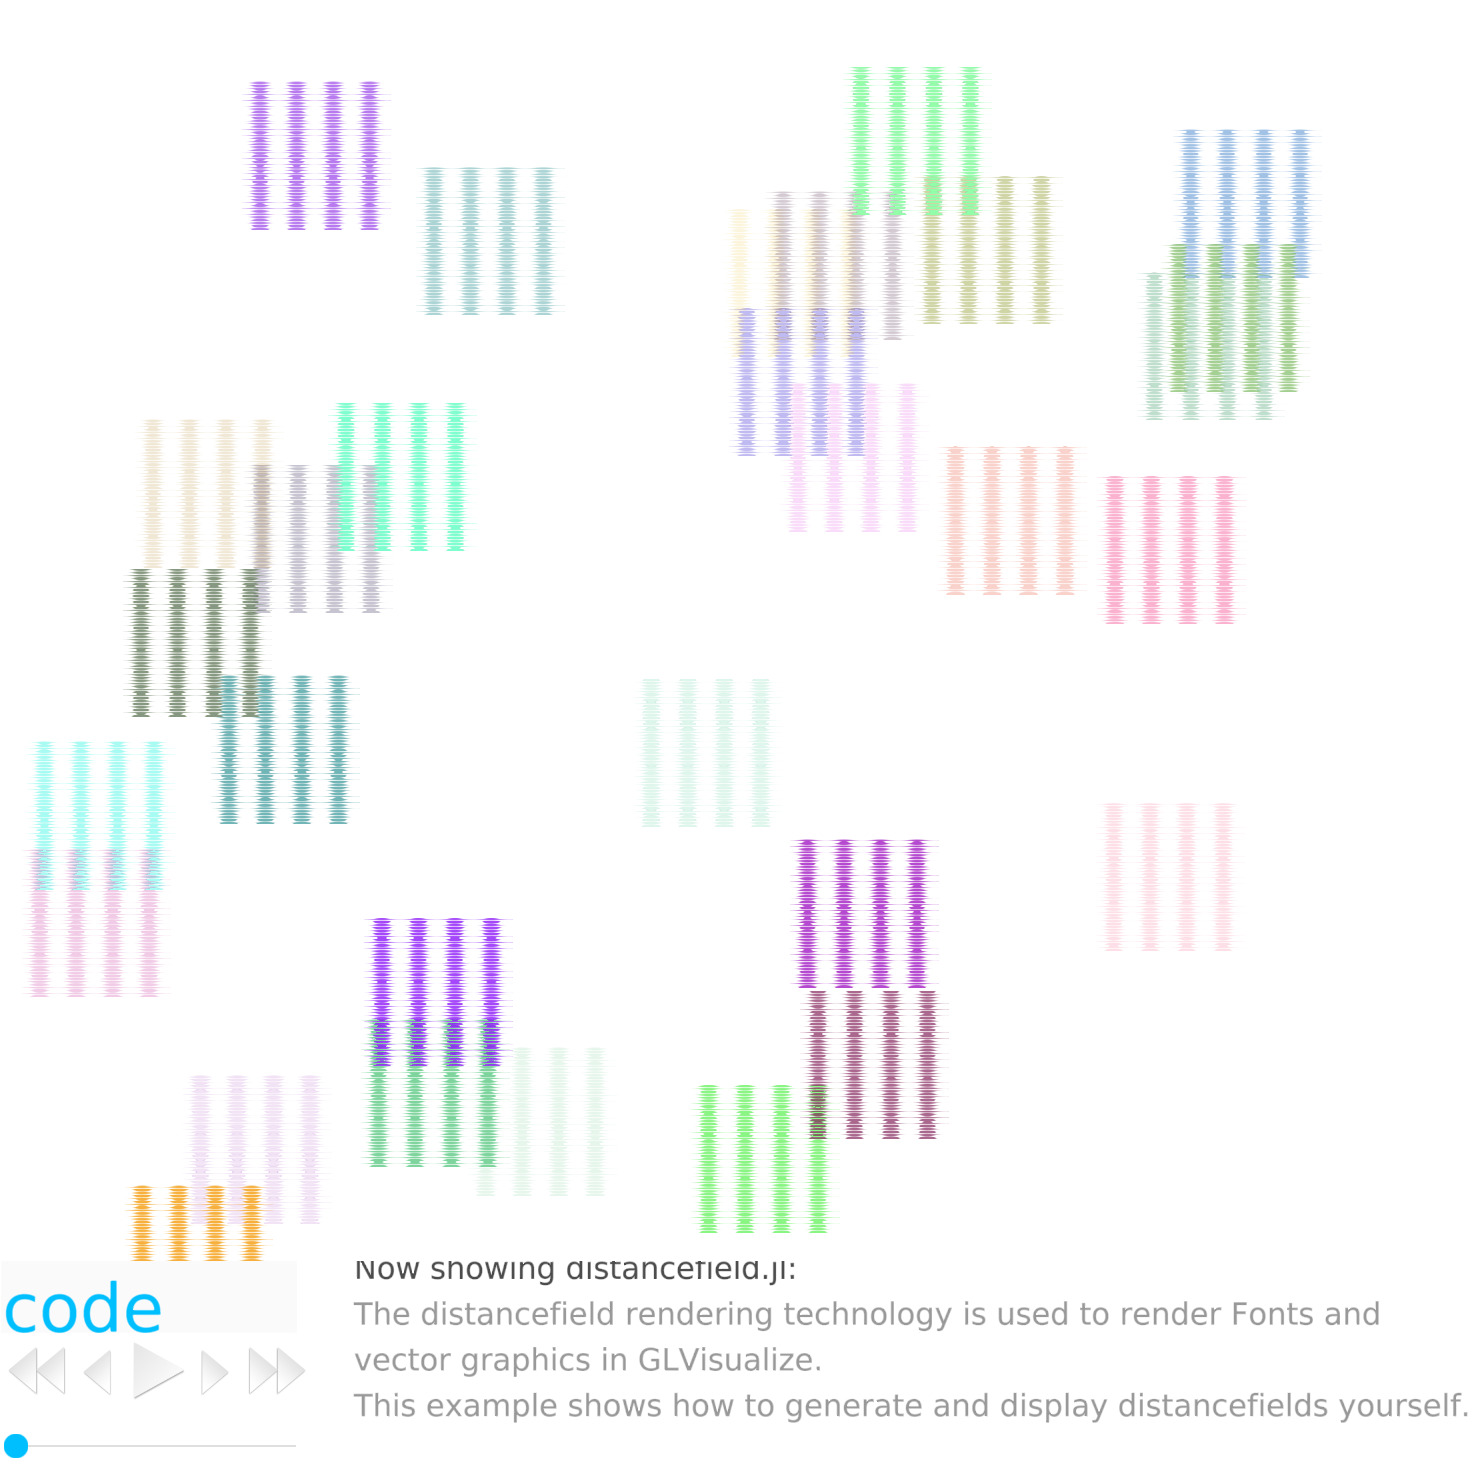 Now showing distancefield.jl:
code
The distancefield rendering technology is used to render Fonts and
vector graphics in GLVisualize.
This example shows how to generate and display distancefields yourself.